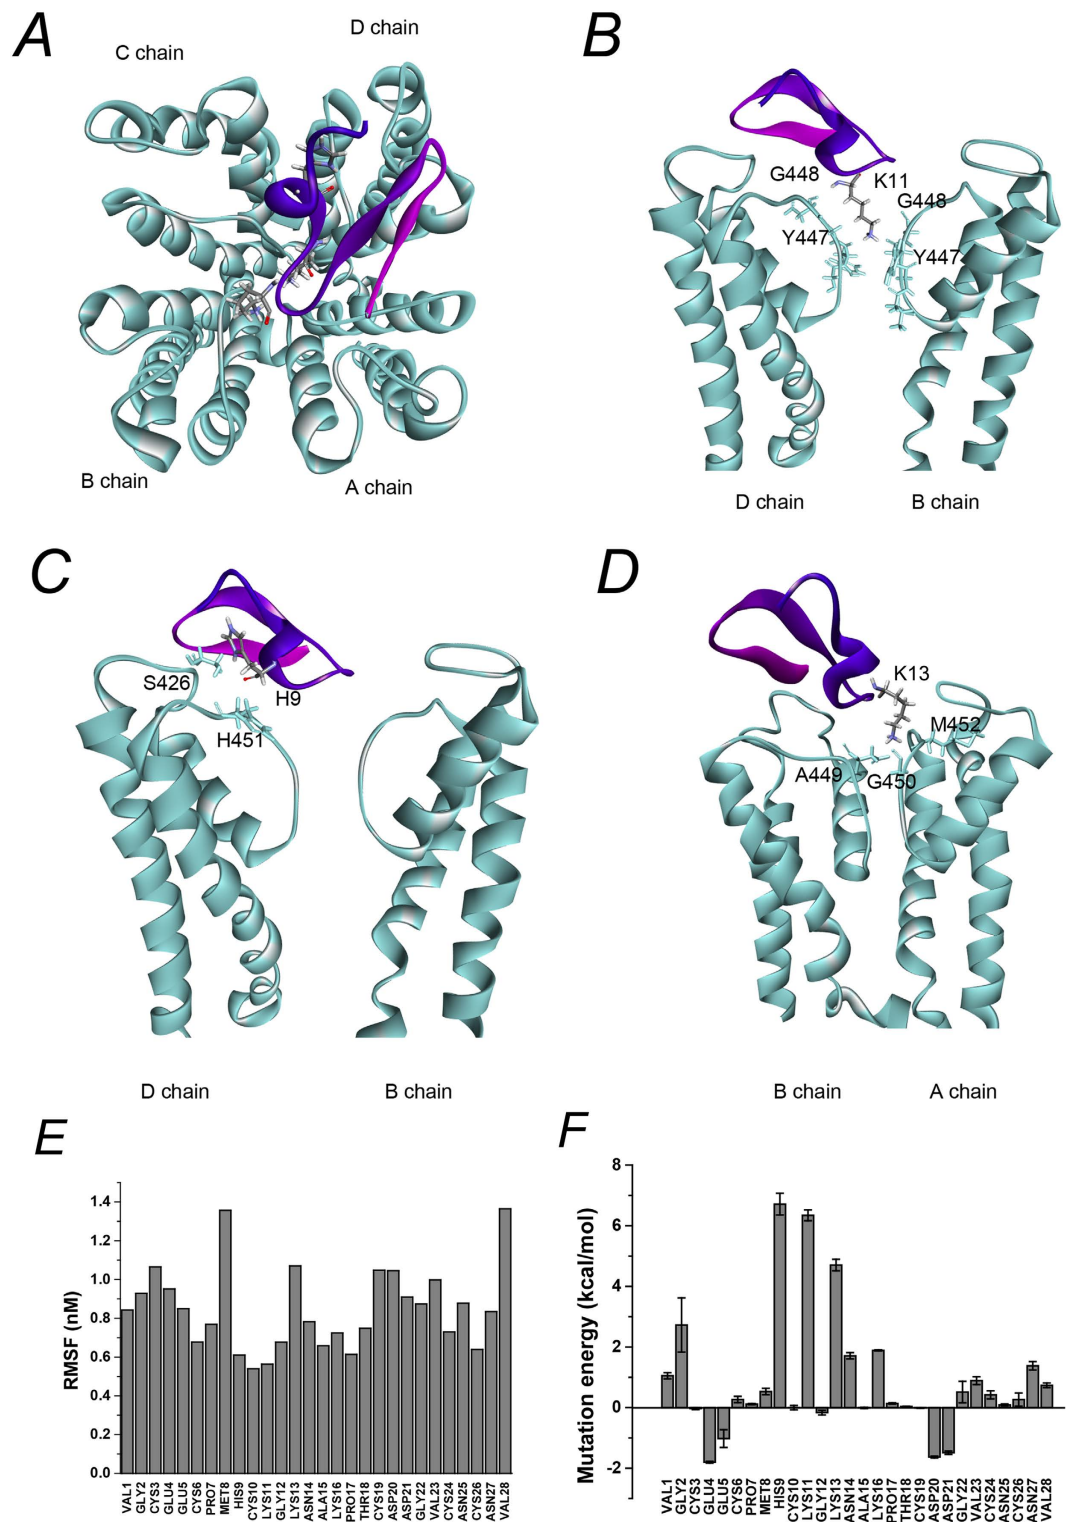 A
C chain
D chain
B chain
A chain
B
G448
K11
G448
Y447
Y447
D chain
B chain
C
S426
H9
H451
D chain
B chain
D
K13
M452
A449
G450
B chain
A chain
E
RMSF (nM)
1.4
1.2
1.0
0.8
0.6
0.4
0.2
0.0
VAL1
GLY2
CYS3
GLU4
GLU5
CYS6
PRO7
MET8
HIS9
CYS10
LYS11
GLY12
LYS13
ASN14
ALA15
LYS16
PRO17
THR18
CYS19
ASP20
ASP21
GLY22
VAL23
CYS24
ASN25
CYS26
ASN27
VAL28
F
Mutation energy (kcal/mol)
8
6
4
2
0
-2
VAL1
GLY2
CYS3
GLU4
GLU5
CYS6
PRO7
MET8
HIS9
CYS10
LYS11
GLY12
LYS13
ASN14
ALA15
LYS16
PRO17
THR18
CYS19
ASP20
ASP21
GLY22
VAL23
CYS24
ASN25
CYS26
ASN27
VAL28